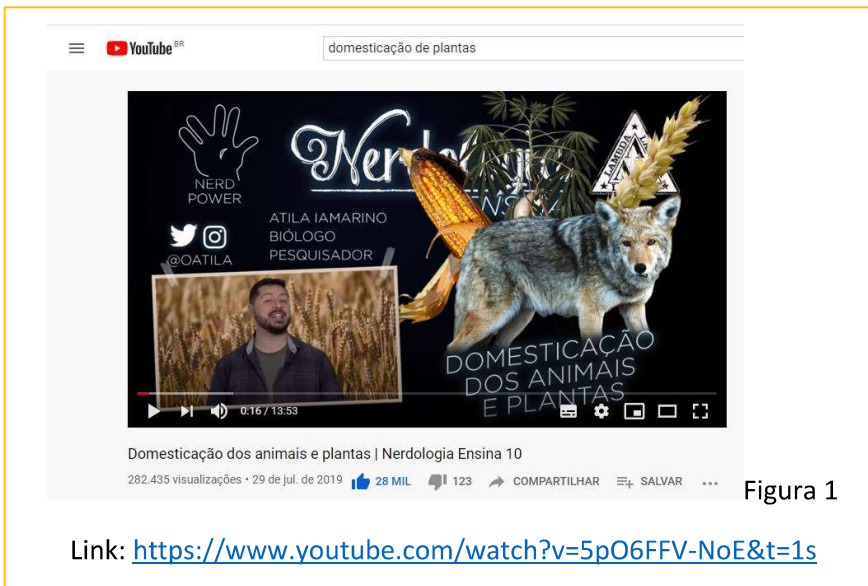 YouTube BR
domesticação de plantas
NERD
POWER
Nerdologia
ENSINA
LAMBDA
@OATILA
ATILA IAMARINO
BIÓLOGO
PESQUISADOR
DOMESTICAÇÃO
DOS ANIMAIS
E PLANTAS
0:16 / 13:53
Domesticação dos animais e plantas | Nerdologia Ensina 10
282.435 visualizações • 29 de jul. de 2019 28 MIL 123 COMPARTILHAR SALVAR ...
Figura 1
Link: https://www.youtube.com/watch?v=5pO6FFV-NoE&t=1s